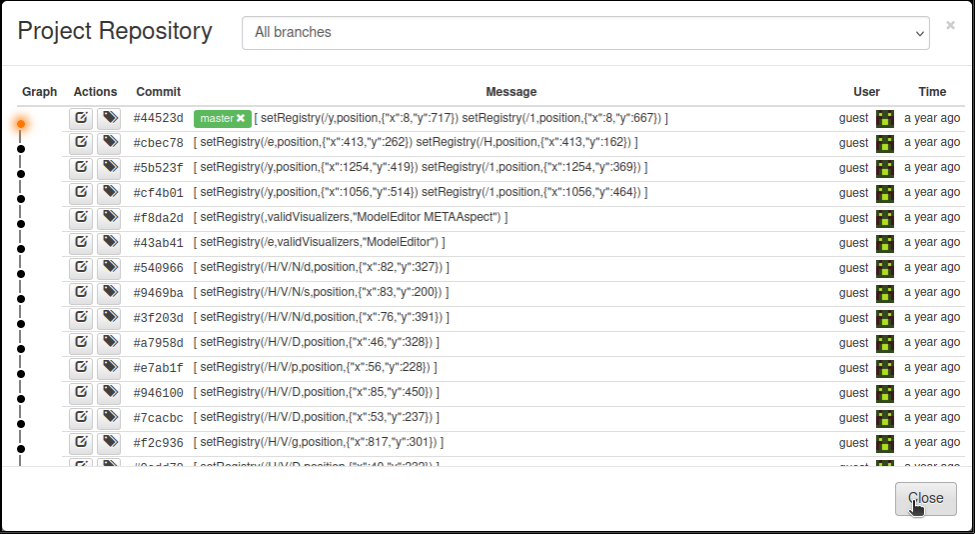 Project Repository All branches ×
Graph Actions Commit Message User Time
#44523d master ✖ [ setRegistry(/y,position,{"x":8,"y":717}) setRegistry(/1,position,{"x":8,"y":667}) ] guest a year ago
#cbec78 [ setRegistry(/e,position,{"x":413,"y":262}) setRegistry(/H,position,{"x":413,"y":162}) ] guest a year ago
#5b523f [ setRegistry(/y,position,{"x":1254,"y":419}) setRegistry(/1,position,{"x":1254,"y":369}) ] guest a year ago
#cf4b01 [ setRegistry(/y,position,{"x":1056,"y":514}) setRegistry(/1,position,{"x":1056,"y":464}) ] guest a year ago
#f8da2d [ setRegistry(,validVisualizers,"ModelEditor METAAspect") ] guest a year ago
#43ab41 [ setRegistry(/e,validVisualizers,"ModelEditor") ] guest a year ago
#540966 [ setRegistry(/H/V/N/d,position,{"x":82,"y":327}) ] guest a year ago
#9469ba [ setRegistry(/H/V/N/s,position,{"x":83,"y":200}) ] guest a year ago
#3f203d [ setRegistry(/H/V/N/d,position,{"x":76,"y":391}) ] guest a year ago
#a7958d [ setRegistry(/H/V/D,position,{"x":46,"y":328}) ] guest a year ago
#e7ab1f [ setRegistry(/H/V/p,position,{"x":56,"y":228}) ] guest a year ago
#946100 [ setRegistry(/H/V/D,position,{"x":85,"y":450}) ] guest a year ago
#7cacbc [ setRegistry(/H/V/D,position,{"x":53,"y":237}) ] guest a year ago
#f2c936 [ setRegistry(/H/V/g,position,{"x":817,"y":301}) ] guest a year ago
Close